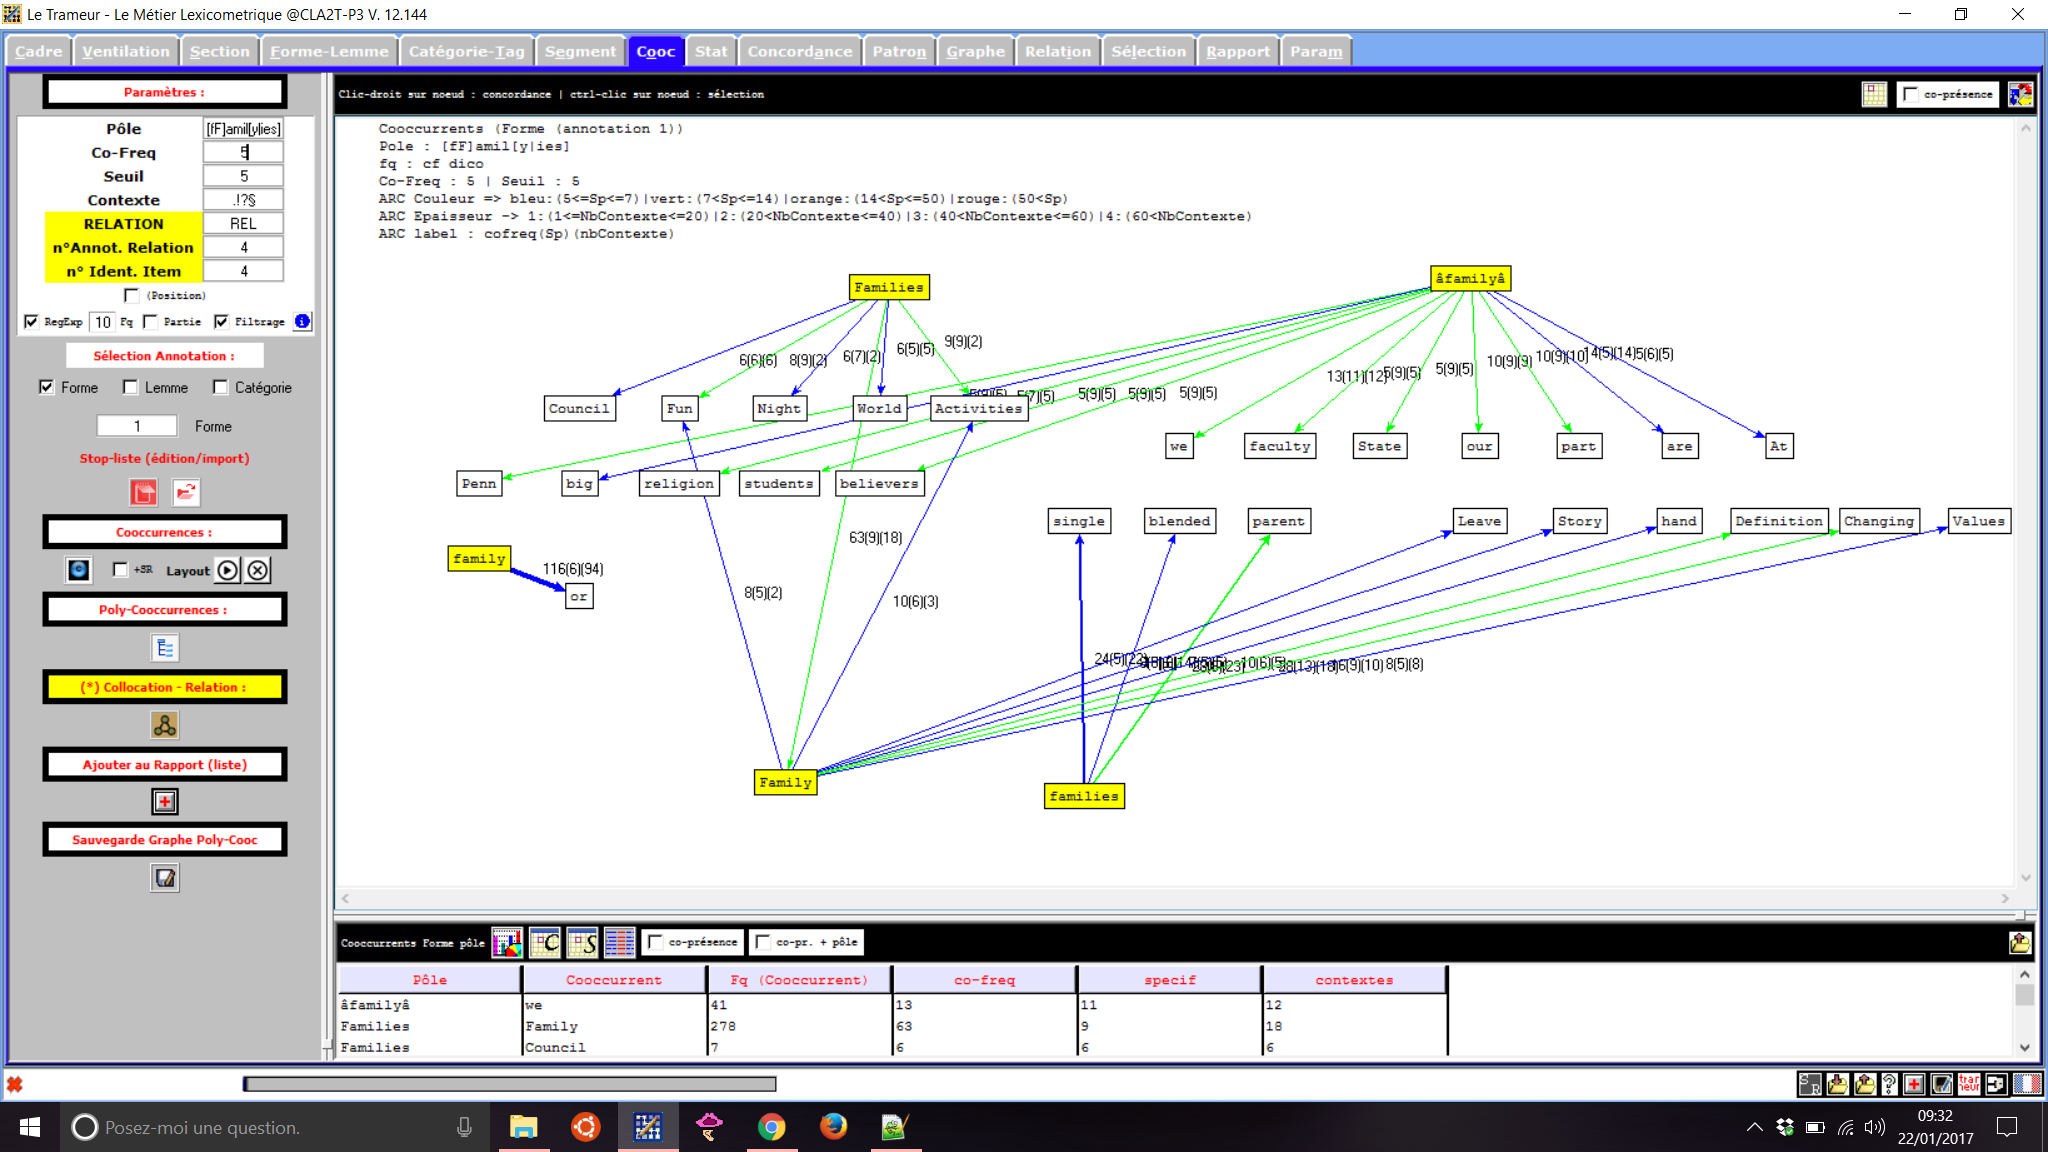 Le Trameur - Le Métier Lexicometrique @CLA2T-P3 V. 12.144
Cadre Ventilation Section Forme-Lemme Catégorie-Tag Segment Cooc Stat Concordance Patron Graphe Relation Sélection Rapport Param
Paramètres :
Pôle [fF]amil[y|ies]
Co-Freq 5
Seuil 5
Contexte .!?§
RELATION REL
n°Annot. Relation 4
n° Ident. Item 4
(Position)
RegExp 10 Fq Partie Filtrage
Sélection Annotation :
Forme Lemme Catégorie
1 Forme
Stop-liste (édition/import)
Cooccurrences :
+SR Layout
Poly-Cooccurrences :
(*) Collocation - Relation :
Ajouter au Rapport (liste)
Sauvegarde Graphe Poly-Cooc
Clic-droit sur noeud : concordance | ctrl-clic sur noeud : sélection
co-présence
Cooccurrents (Forme (annotation 1))
Pole : [fF]amil[y|ies]
fq : cf dico
Co-Freq : 5 | Seuil : 5
ARC Couleur => bleu:(5<=Sp<=7)|vert:(7<Sp<=14)|orange:(14<Sp<=50)|rouge:(50<Sp)
ARC Epaisseur -> 1:(1<=NbContexte<=20)|2:(20<NbContexte<=40)|3:(40<NbContexte<=60)|4:(60<NbContexte)
ARC label : cofreq(Sp)(nbContexte)
Families âfamilyâ
6(6)(6) 8(9)(2) 6(7)(2) 6(5)(5) 9(9)(2)
13(11)(12) 5(9)(5) 5(9)(5) 10(9)(9) 10(9)(10) 14(5)(14) 5(6)(5)
5(9)(5) 5(9)(5) 5(9)(5)
Council Fun Night World Activities
we faculty State our part are At
Penn big religion students believers
single blended parent Leave Story hand Definition Changing Values
63(9)(18)
family
116(6)(94)
or
8(5)(2) 10(6)(3)
24(5)(22) 10(6)(5) 28(13)(18) 16(9)(10) 8(5)(8)
Family
families
Cooccurrents Forme pôle co-présence co-pr. + pôle
Pôle Cooccurrent Fq (Cooccurrent) co-freq specif contextes
âfamilyâ we 41 13 11 12
Families Family 278 63 9 18
Families Council 7 6 6 6
Posez-moi une question.
09:32
22/01/2017